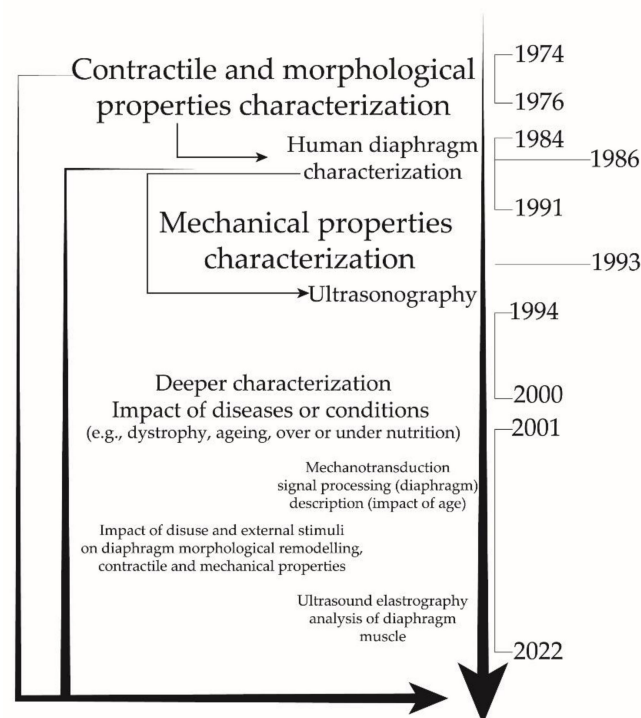 1974
Contractile and morphological
properties characterization
1976
1984
Human diaphragm
characterization
1986
1991
Mechanical properties
characterization
1993
Ultrasonography
1994
Deeper characterization
2000
Impact of diseases or conditions
(e.g., dystrophy, ageing, over or under nutrition)
2001
Mechanotransduction
signal processing (diaphragm)
description (impact of age)
Impact of disuse and external stimuli
on diaphragm morphological remodelling,
contractile and mechanical properties
Ultrasound elastrography
analysis of diaphragm
muscle
2022